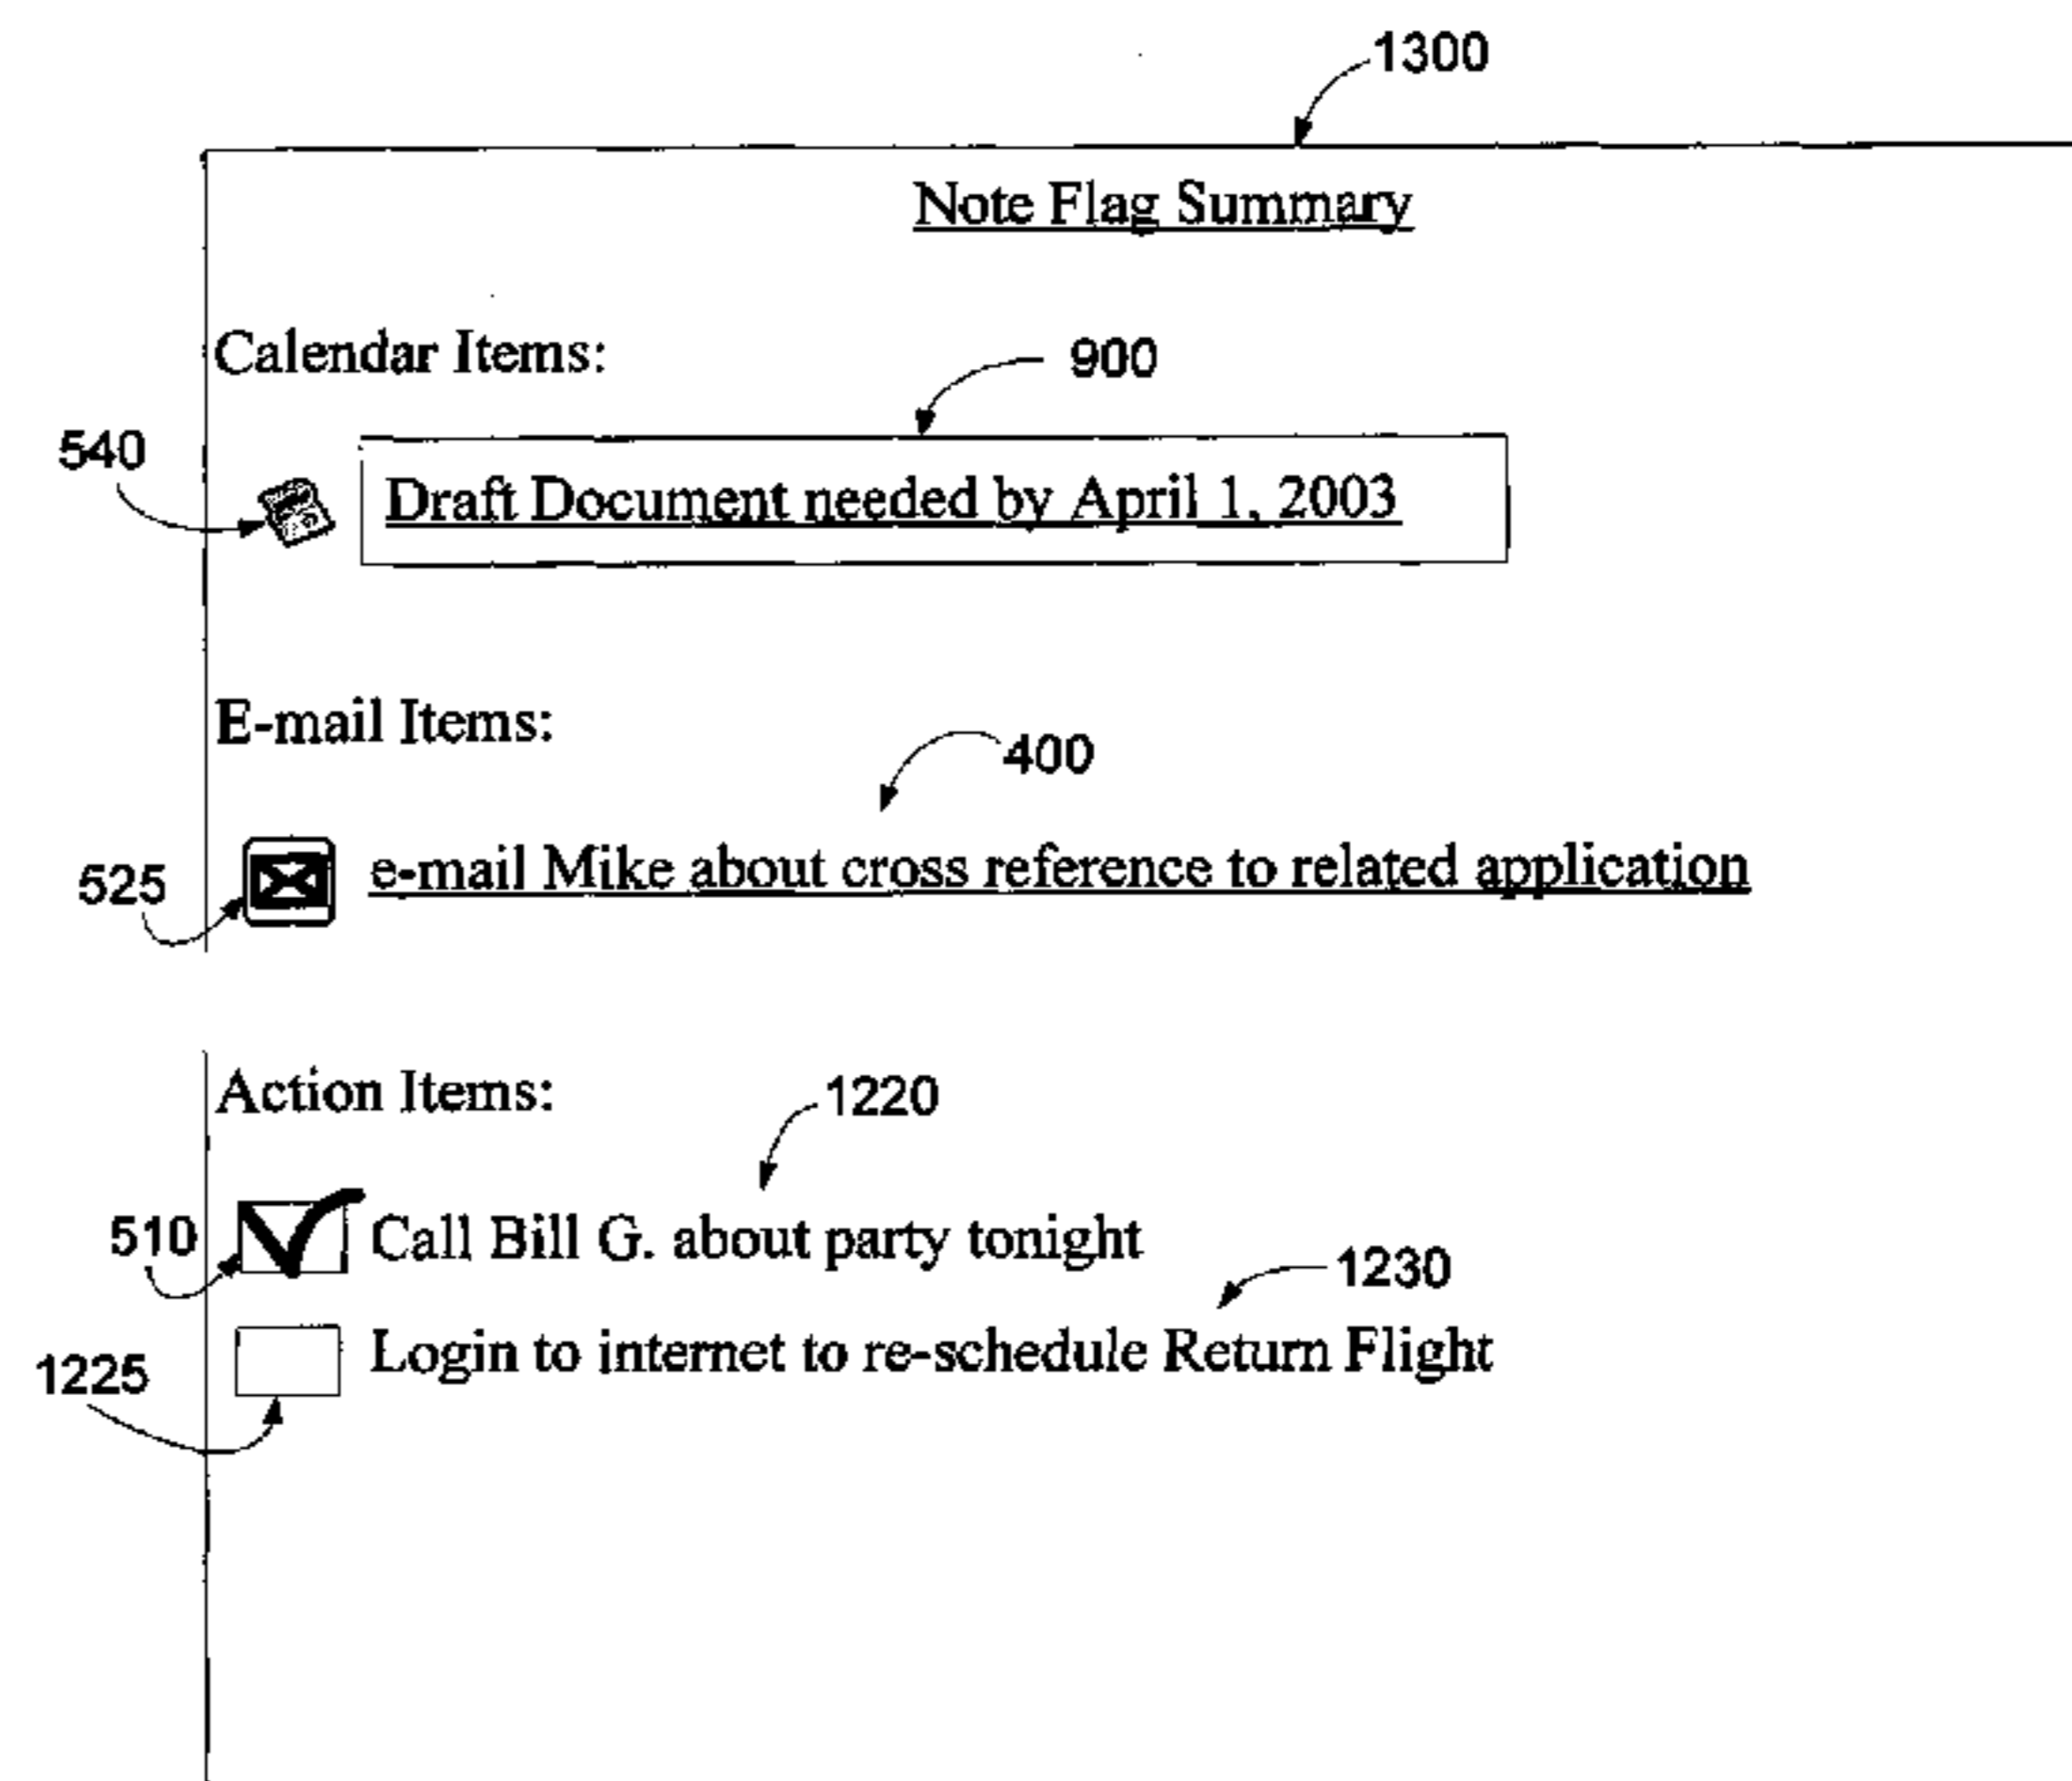 1300
Note Flag Summary
Calendar Items:
900
540
Draft Document needed by April 1, 2003
E-mail Items:
400
525
e-mail Mike about cross reference to related application
Action Items:
1220
510
Call Bill G. about party tonight
1230
Login to internet to re-schedule Return Flight
1225